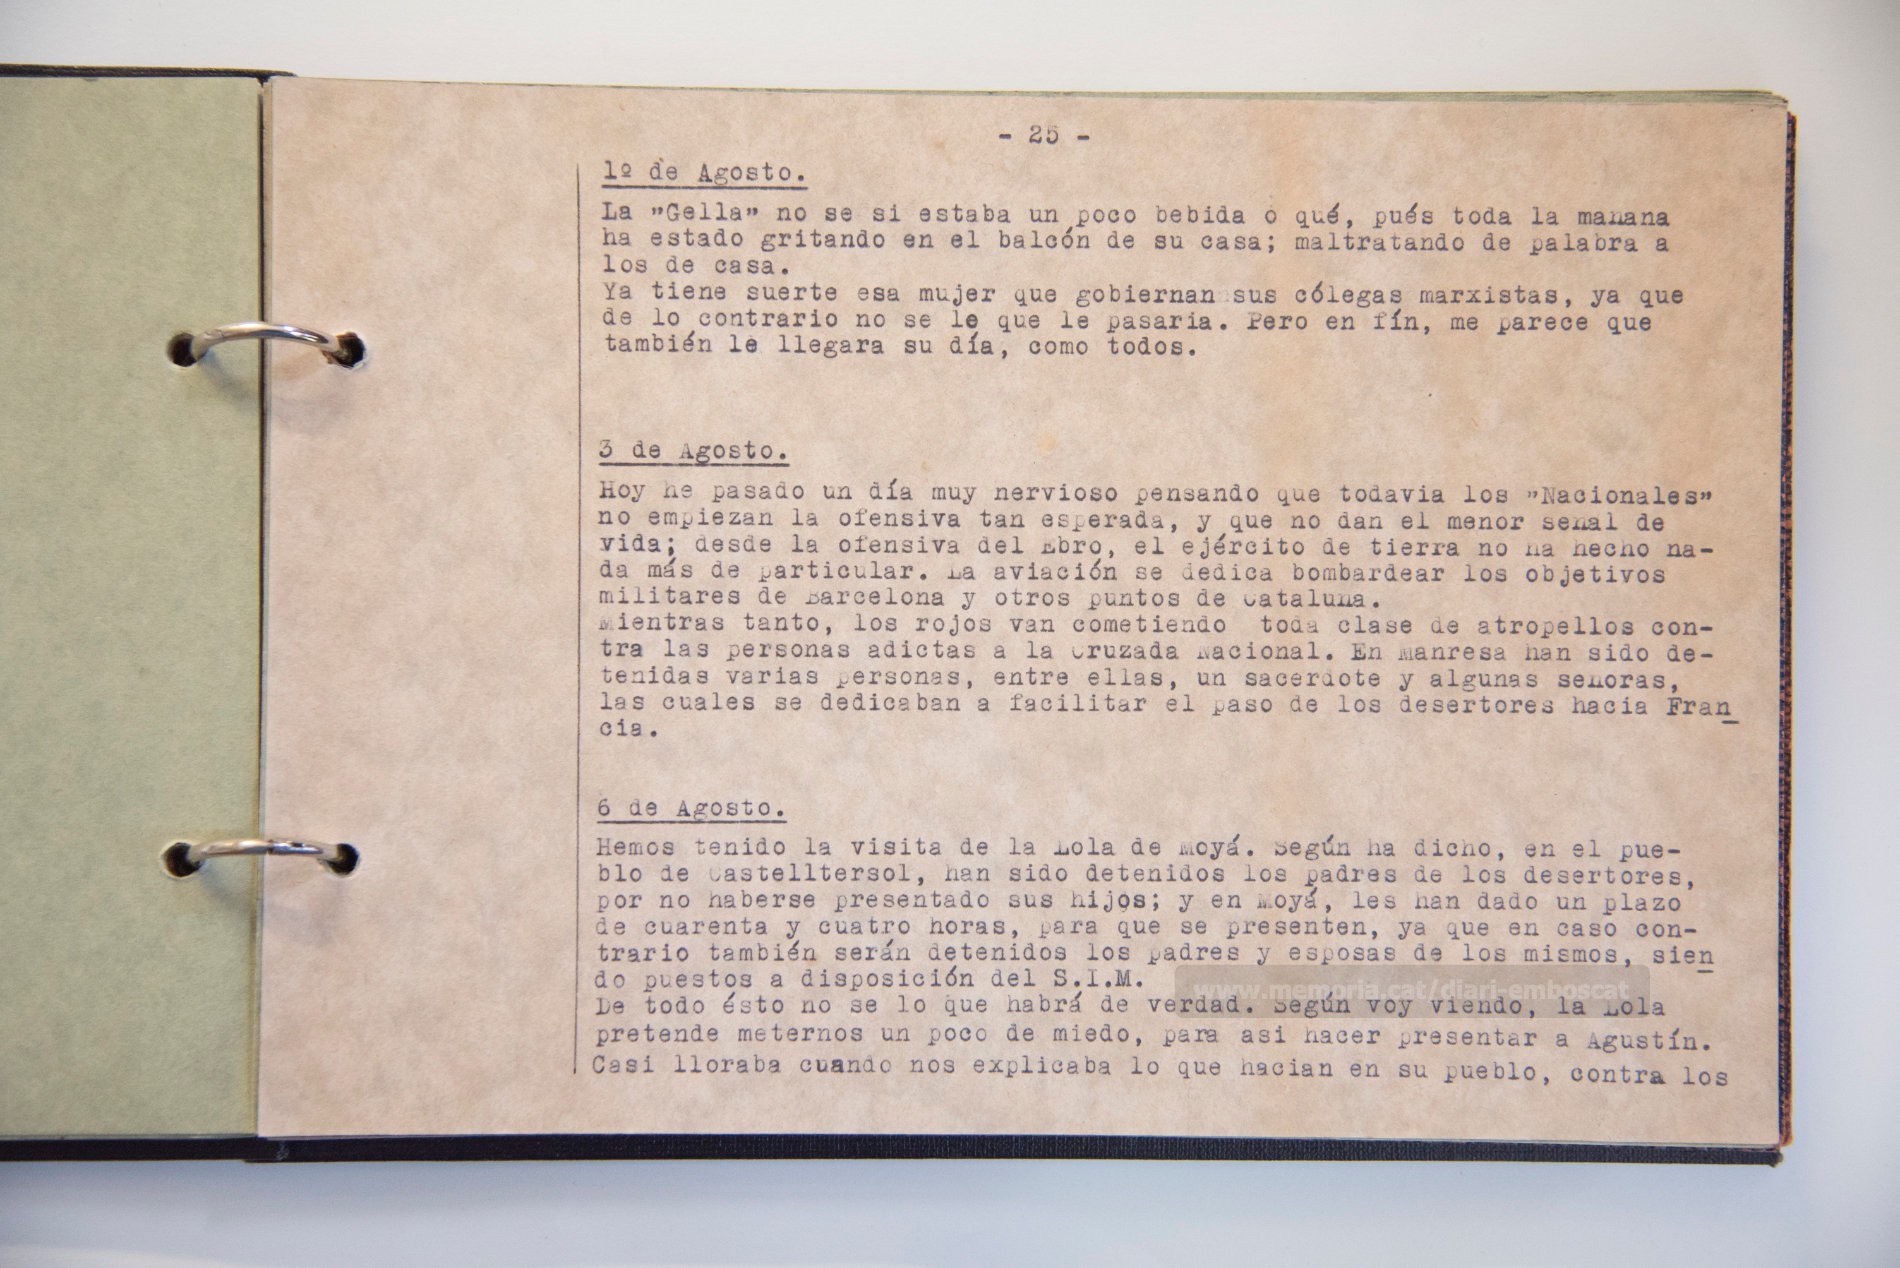 - 25 -
1º de Agosto.
La "Gella" no se si estaba un poco bebida o qué, pués toda la mañana
ha estado gritando en el balcón de su casa; maltratando de palabra a
los de casa.
Ya tiene suerte esa mujer que gobiernan sus cólegas marxistas, ya que
de lo contrario no se le que le pasaria. Pero en fín, me parece que
también le llegara su día, como todos.
3 de Agosto.
Hoy he pasado un día muy nervioso pensando que todavia los "Nacionales"
no empiezan la ofensiva tan esperada, y que no dan el menor señal de
vida; desde la ofensiva del Ebro, el ejército de tierra no ha hecho na-
da más de particular. La aviación se dedica bombardear los objetivos
militares de Barcelona y otros puntos de Cataluña.
Mientras tanto, los rojos van cometiendo toda clase de atropellos con-
tra las personas adictas a la Cruzada Nacional. En Manresa han sido de-
tenidas varias personas, entre ellas, un sacerdote y algunas señoras,
las cuales se dedicaban a facilitar el paso de los desertores hacia Fran
cia.
6 de Agosto.
Hemos tenido la visita de la Lola de Moyá. Según ha dicho, en el pue-
blo de Castelltersol, han sido detenidos los padres de los desertores,
por no haberse presentado sus hijos; y en Moyá, les han dado un plazo
de cuarenta y cuatro horas, para que se presenten, ya que en caso con-
trario también serán detenidos los padres y esposas de los mismos, sien
do puestos a disposición del S.I.M.
www.memoria.cat/diari-emboscat
De todo ésto no se lo que habrá de verdad. Según voy viendo, la Lola
pretende meternos un poco de miedo, para asi hacer presentar a Agustín.
Casi lloraba cuando nos explicaba lo que hacian en su pueblo, contra los